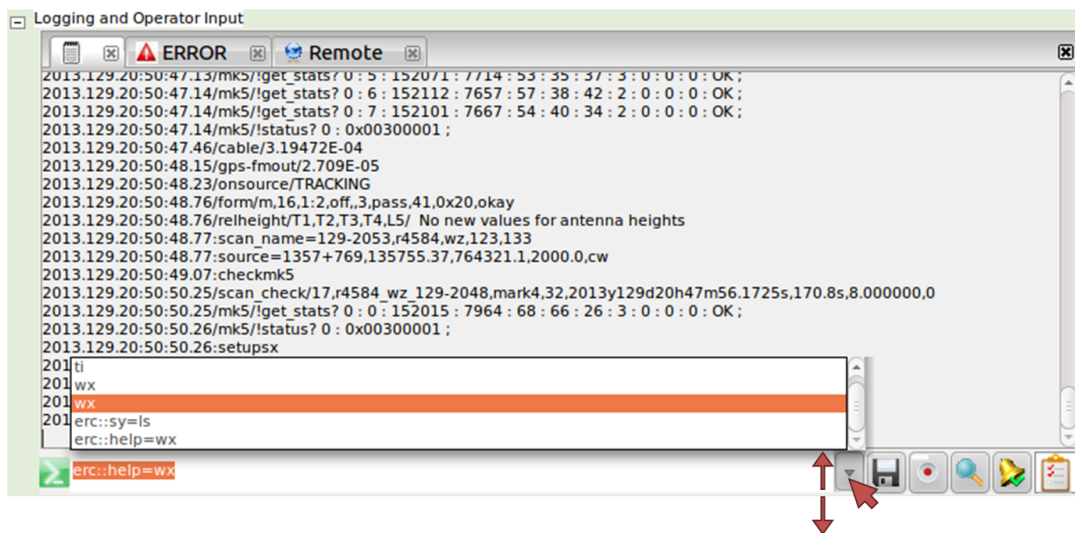 Logging and Operator Input
ERROR
Remote
2013.129.20:50:47.13/mk5/!get_stats? 0 : 5 : 152071 : 7714 : 53 : 35 : 37 : 3 : 0 : 0 : 0 : OK ;
2013.129.20:50:47.14/mk5/!get_stats? 0 : 6 : 152112 : 7657 : 57 : 38 : 42 : 2 : 0 : 0 : 0 : OK ;
2013.129.20:50:47.14/mk5/!get_stats? 0 : 7 : 152101 : 7667 : 54 : 40 : 34 : 2 : 0 : 0 : 0 : OK ;
2013.129.20:50:47.14/mk5/!status? 0 : 0x00300001 ;
2013.129.20:50:47.46/cable/3.19472E-04
2013.129.20:50:48.15/gps-fmout/2.709E-05
2013.129.20:50:48.23/onsource/TRACKING
2013.129.20:50:48.76/form/m,16,1:2,off,,3,pass,41,0x20,okay
2013.129.20:50:48.76/relheight/T1,T2,T3,T4,L5/ No new values for antenna heights
2013.129.20:50:48.77:scan_name=129-2053,r4584,wz,123,133
2013.129.20:50:48.77:source=1357+769,135755.37,764321.1,2000.0,cw
2013.129.20:50:49.07:checkmk5
2013.129.20:50:50.25/scan_check/17,r4584_wz_129-2048,mark4,32,2013y129d20h47m56.1725s,170.8s,8.000000,0
2013.129.20:50:50.26/mk5/!get_stats? 0 : 0 : 152015 : 7964 : 68 : 66 : 26 : 3 : 0 : 0 : 0 : OK ;
2013.129.20:50:50.26/mk5/!status? 0 : 0x00300001 ;
2013.129.20:50:50.26:setupsx
201 ti
201 wx
201 wx
201 erc::sy=ls
erc::help=wx
erc::help=wx